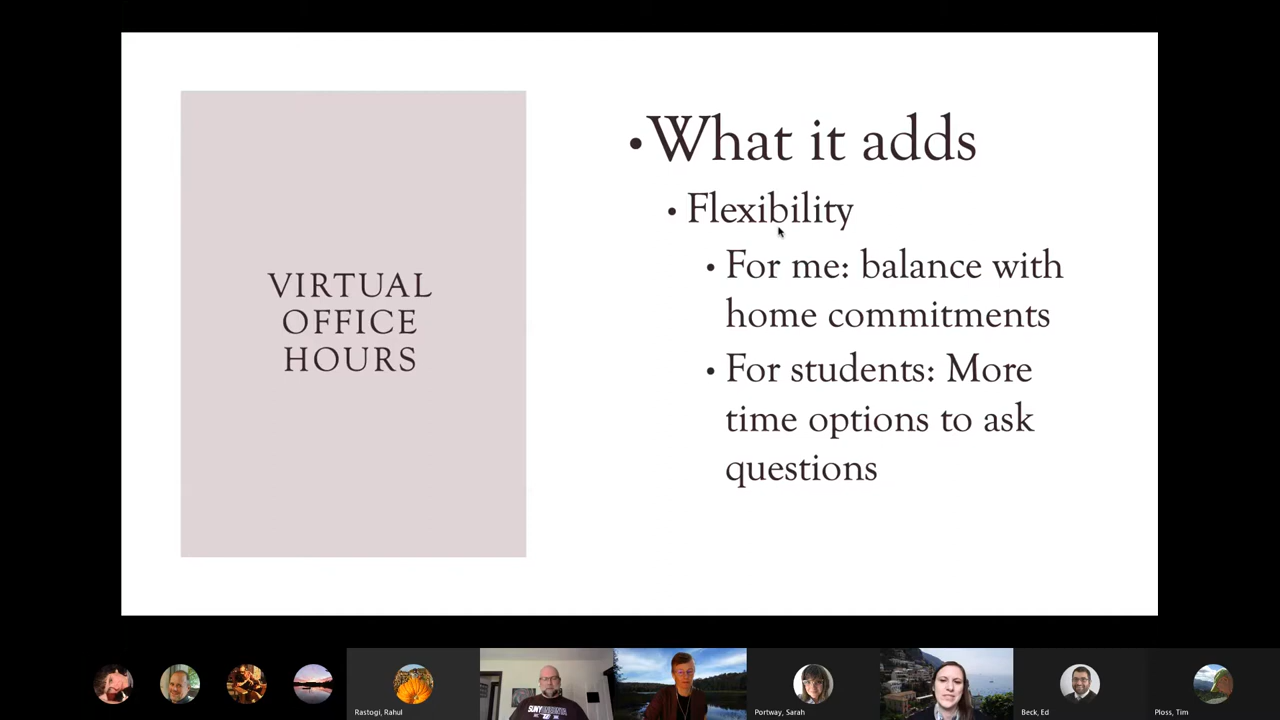 VIRTUAL
OFFICE
HOURS
•What it adds
• Flexibility
• For me: balance with
home commitments
• For students: More
time options to ask
questions
Rastogi, Rahul
Portway, Sarah
Beck, Ed
Ploss, Tim